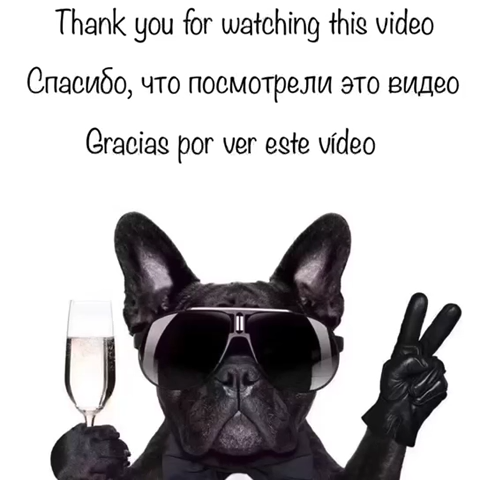 Thank you for watching this video
Спасибо, что посмотрели это видео
Gracias por ver este vídeo